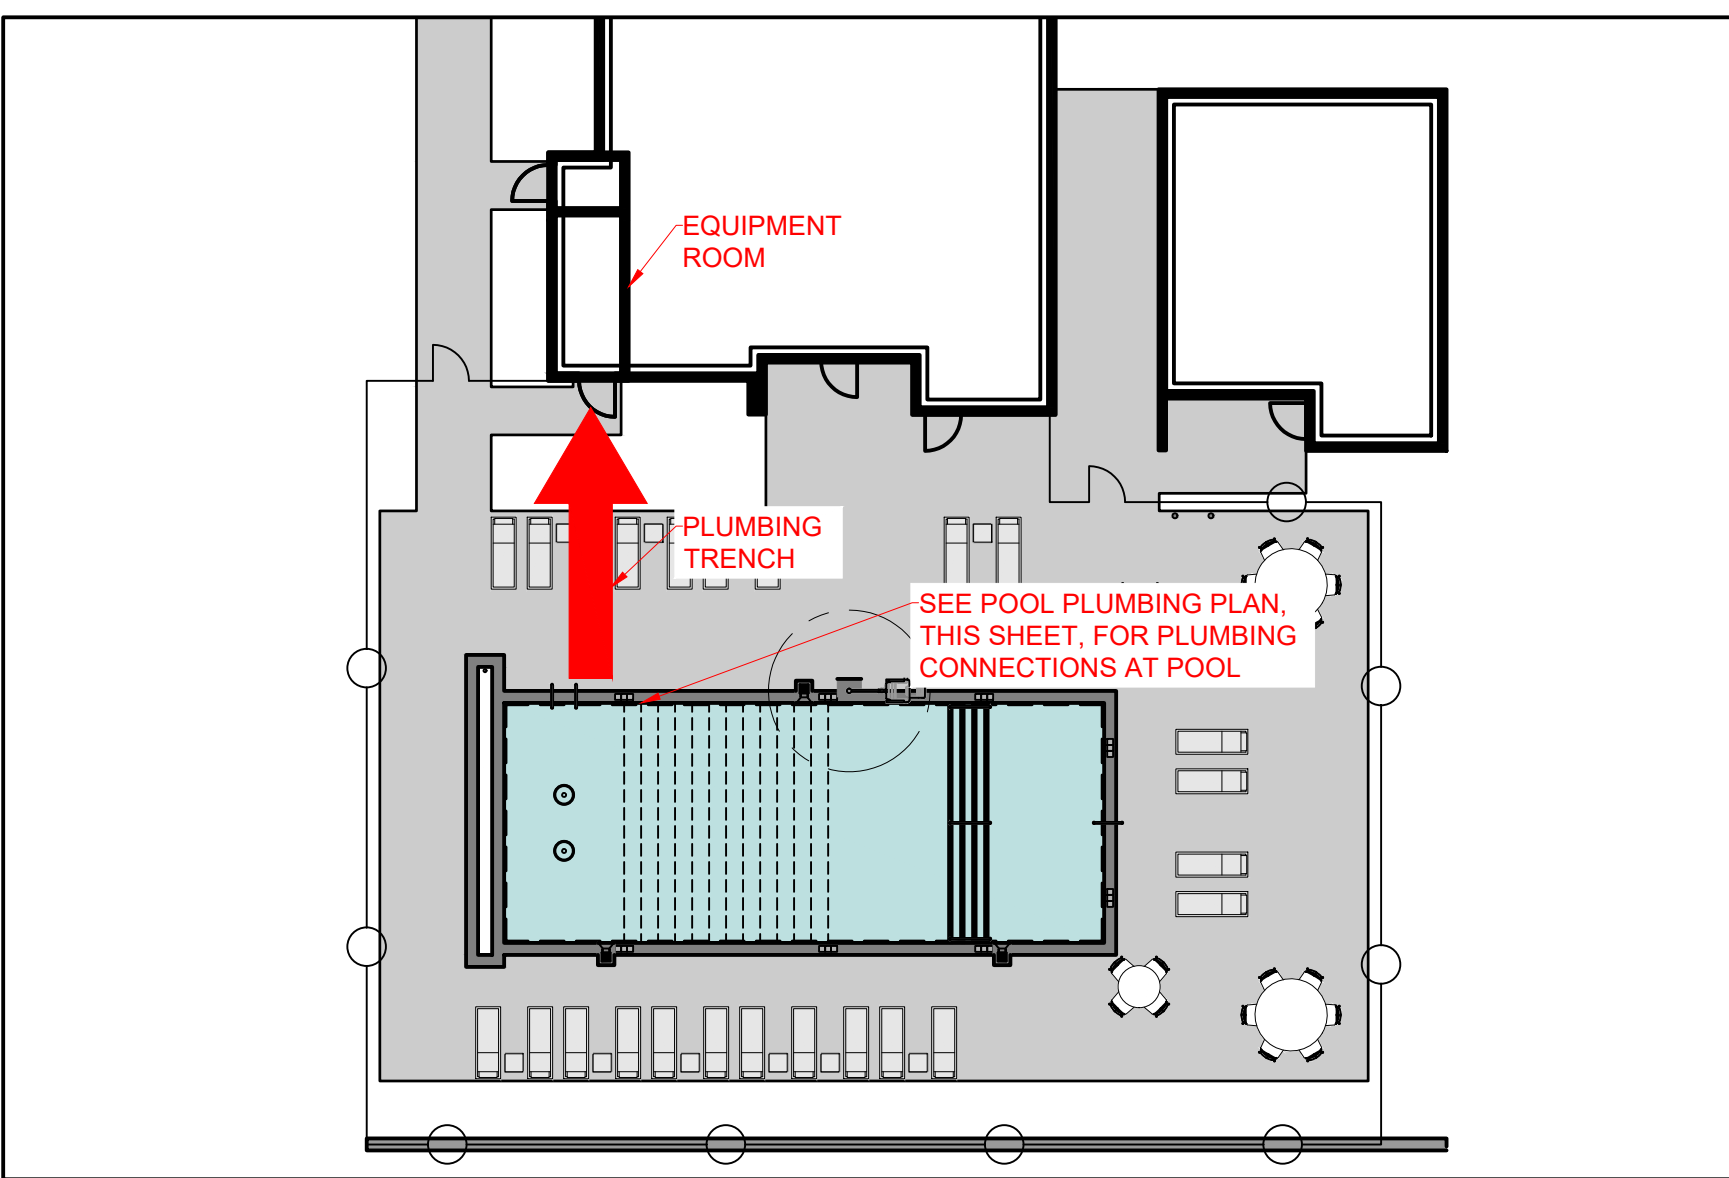 EQUIPMENT
ROOM
PLUMBING
TRENCH
SEE POOL PLUMBING PLAN,
THIS SHEET, FOR PLUMBING
CONNECTIONS AT POOL